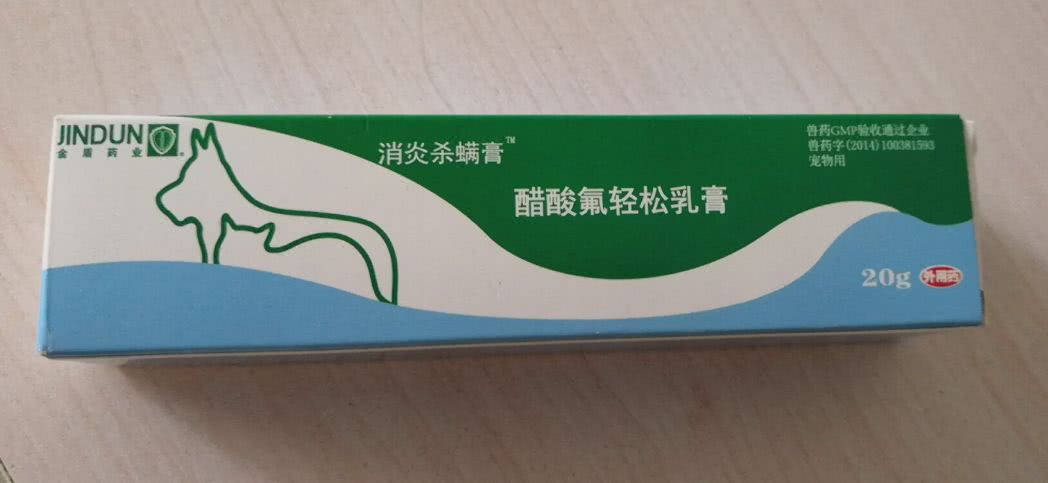 JINDUN
金盾药业
消炎杀螨膏™
醋酸氟轻松乳膏
兽药GMP验收通过企业
兽药字(2014)100381593
宠物用
20g
外用药